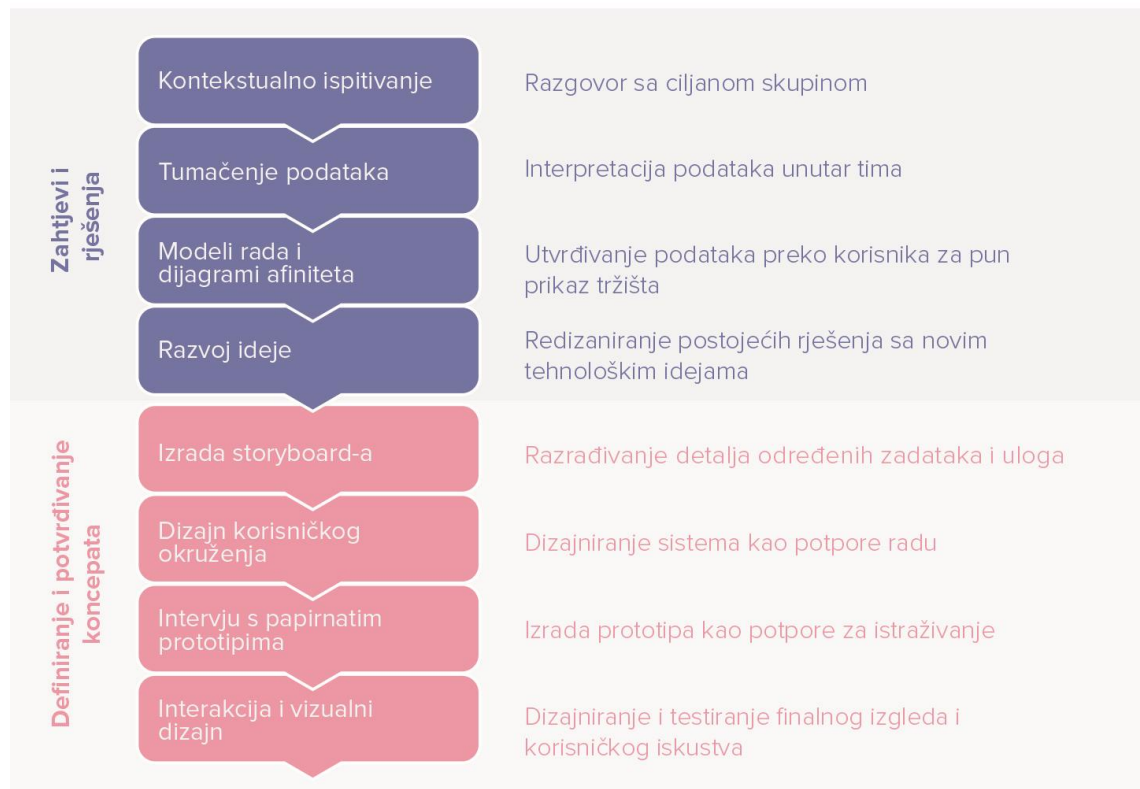 Zahtjevi i
rješenja
Kontekstualno ispitivanje
Razgovor sa ciljanom skupinom
Tumačenje podataka
Interpretacija podataka unutar tima
Modeli rada i
dijagrami afiniteta
Utvrđivanje podataka preko korisnika za pun
prikaz tržišta
Razvoj ideje
Redizaniranje postojećih rješenja sa novim
tehnološkim idejama
Definiranje i potvrđivanje
koncepata
Izrada storyboard-a
Razrađivanje detalja određenih zadataka i uloga
Dizajn korisničkog
okruženja
Dizajniranje sistema kao potpore radu
Intervju s papirnatim
prototipima
Izrada prototipa kao potpore za istraživanje
Interakcija i vizualni
dizajn
Dizajniranje i testiranje finalnog izgleda i
korisničkog iskustva